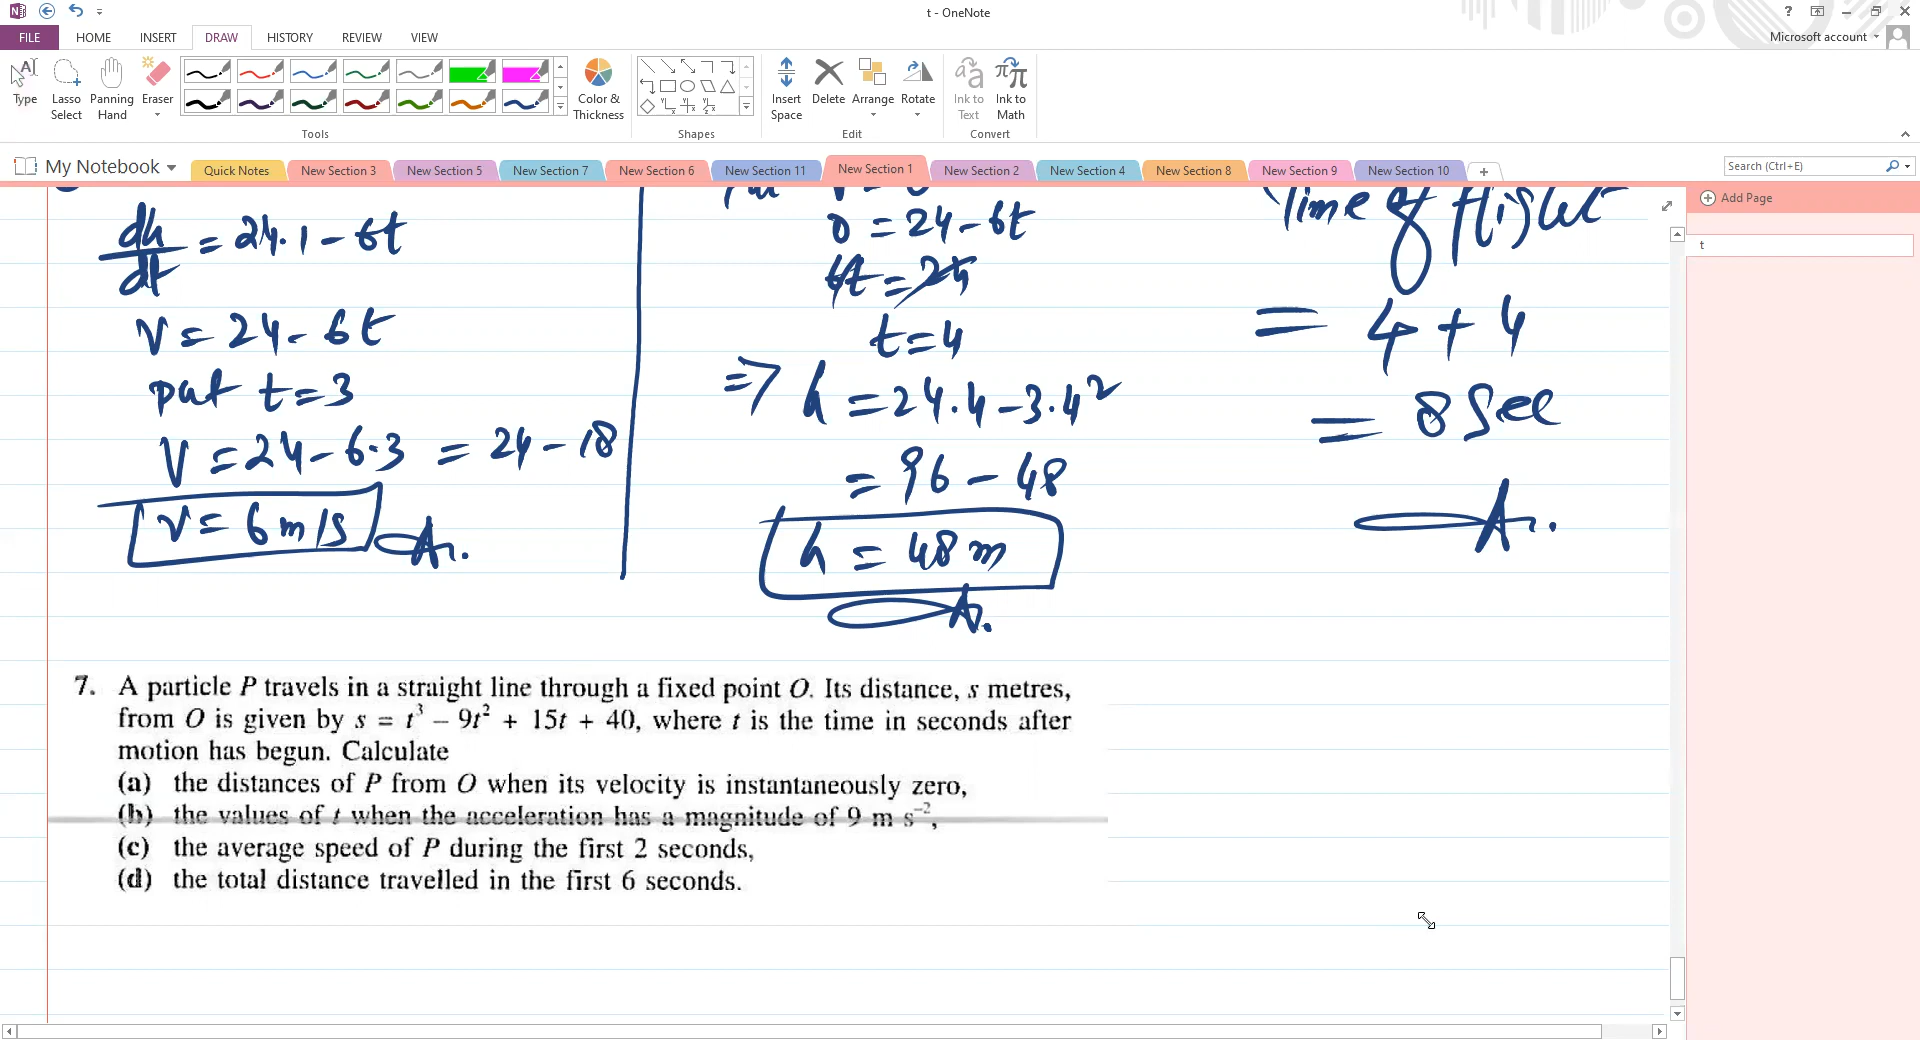 t - OneNote
Microsoft account
FILE HOME INSERT DRAW HISTORY REVIEW VIEW
Type
Lasso Select
Panning Hand
Eraser
Color & Thickness
Insert Space
Delete
Arrange
Rotate
Ink to Text
Ink to Math
Tools
Shapes
Edit
Convert
My Notebook
Quick Notes New Section 3 New Section 5 New Section 7 New Section 6 New Section 11 New Section 1 New Section 2 New Section 4 New Section 8 New Section 9 New Section 10
Search (Ctrl+E)
Add Page
t
dh/dt = 24.1 - 6t
v = 24 - 6t
put t = 3
V = 24 - 6.3 = 24 - 18
v = 6 m/s
A.
0 = 24 - 6t
6t = 24
t = 4
⇒ h = 24.4 - 3.4²
= 96 - 48
h = 48 m
A.
Time of flight
= 4 + 4
= 8 Sec
A.
7. A particle P travels in a straight line through a fixed point O. Its distance, s metres,
from O is given by s = t³ − 9t² + 15t + 40, where t is the time in seconds after
motion has begun. Calculate
(a) the distances of P from O when its velocity is instantaneously zero,
(b) the values of t when the acceleration has a magnitude of 9 m s⁻²,
(c) the average speed of P during the first 2 seconds,
(d) the total distance travelled in the first 6 seconds.